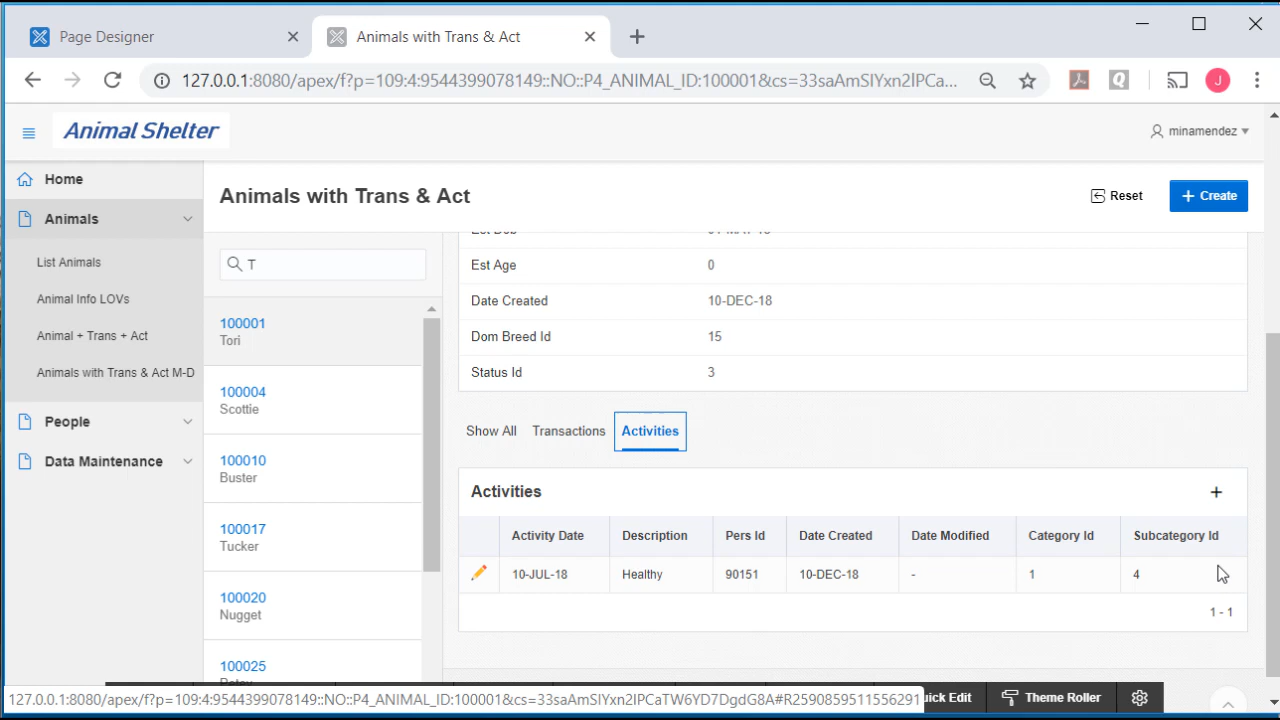 Page Designer
Animals with Trans & Act
127.0.0.1:8080/apex/f?p=109:4:9544399078149::NO::P4_ANIMAL_ID:100001&cs=33saAmSIYxn2IPCa...
J
Animal Shelter
minamendez
Home
Animals
List Animals
Animal Info LOVs
Animal + Trans + Act
Animals with Trans & Act M-D
People
Data Maintenance
Animals with Trans & Act
Reset
Create
T
100001
Tori
100004
Scottie
100010
Buster
100017
Tucker
100020
Nugget
100025
Est Age 0
Date Created 10-DEC-18
Dom Breed Id 15
Status Id 3
Show All Transactions Activities
Activities
Activity Date Description Pers Id Date Created Date Modified Category Id Subcategory Id
10-JUL-18 Healthy 90151 10-DEC-18 - 1 4
1 - 1
127.0.0.1:8080/apex/f?p=109:4:9544399078149::NO::P4_ANIMAL_ID:100001&cs=33saAmSIYxn2IPCaTW6YD7DgdG8A#R2590859511556291
Edit
Theme Roller